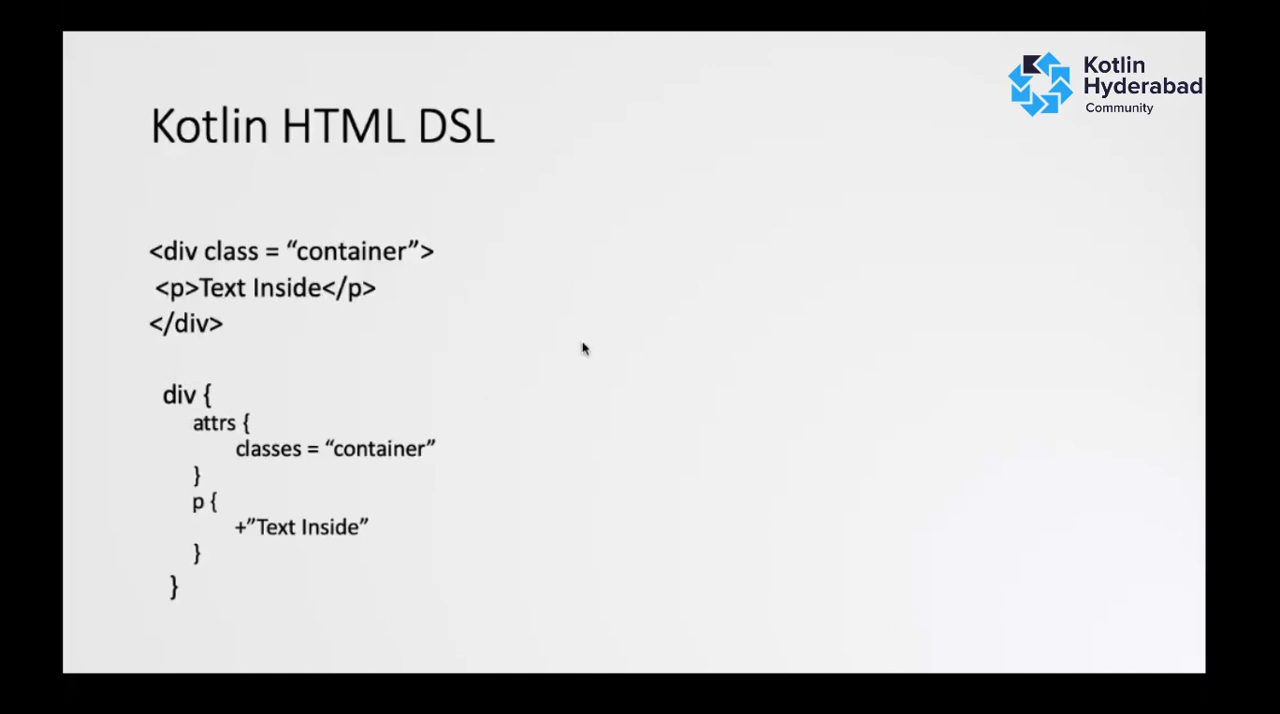 Kotlin
Hyderabad
Community
Kotlin HTML DSL
<div class = “container”>
<p>Text Inside</p>
</div>
div {
attrs {
classes = “container”
}
p {
+”Text Inside”
}
}